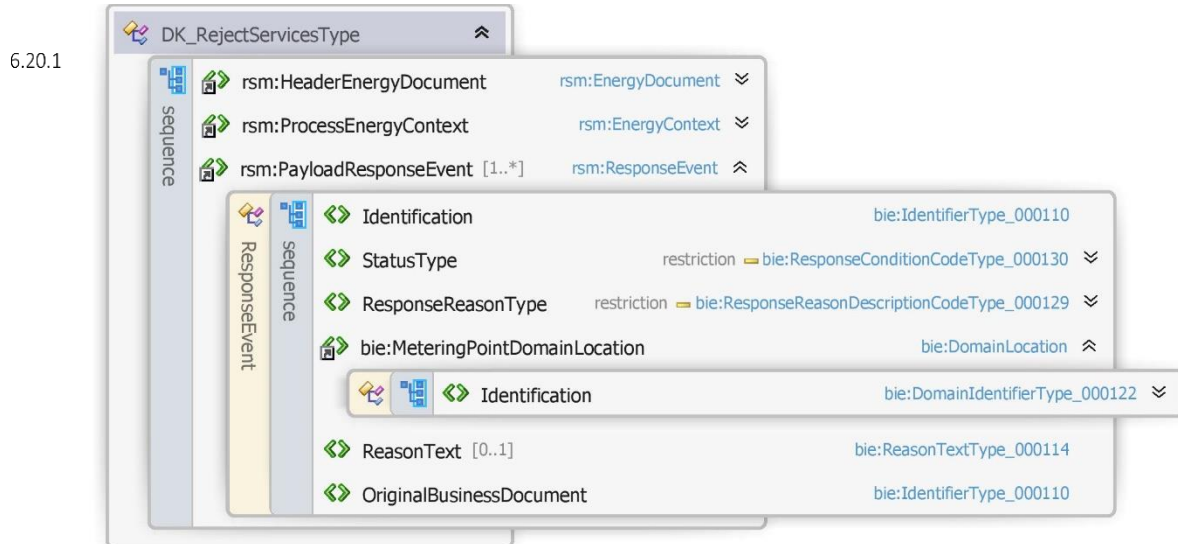 DK_RejectServicesType
6.20.1
sequence
rsm:HeaderEnergyDocument rsm:EnergyDocument
rsm:ProcessEnergyContext rsm:EnergyContext
rsm:PayloadResponseEvent [1..*] rsm:ResponseEvent
ResponseEvent
sequence
Identification bie:IdentifierType_000110
StatusType restriction bie:ResponseConditionCodeType_000130
ResponseReasonType restriction bie:ResponseReasonDescriptionCodeType_000129
bie:MeteringPointDomainLocation bie:DomainLocation
Identification bie:DomainIdentifierType_000122
ReasonText [0..1] bie:ReasonTextType_000114
OriginalBusinessDocument bie:IdentifierType_000110